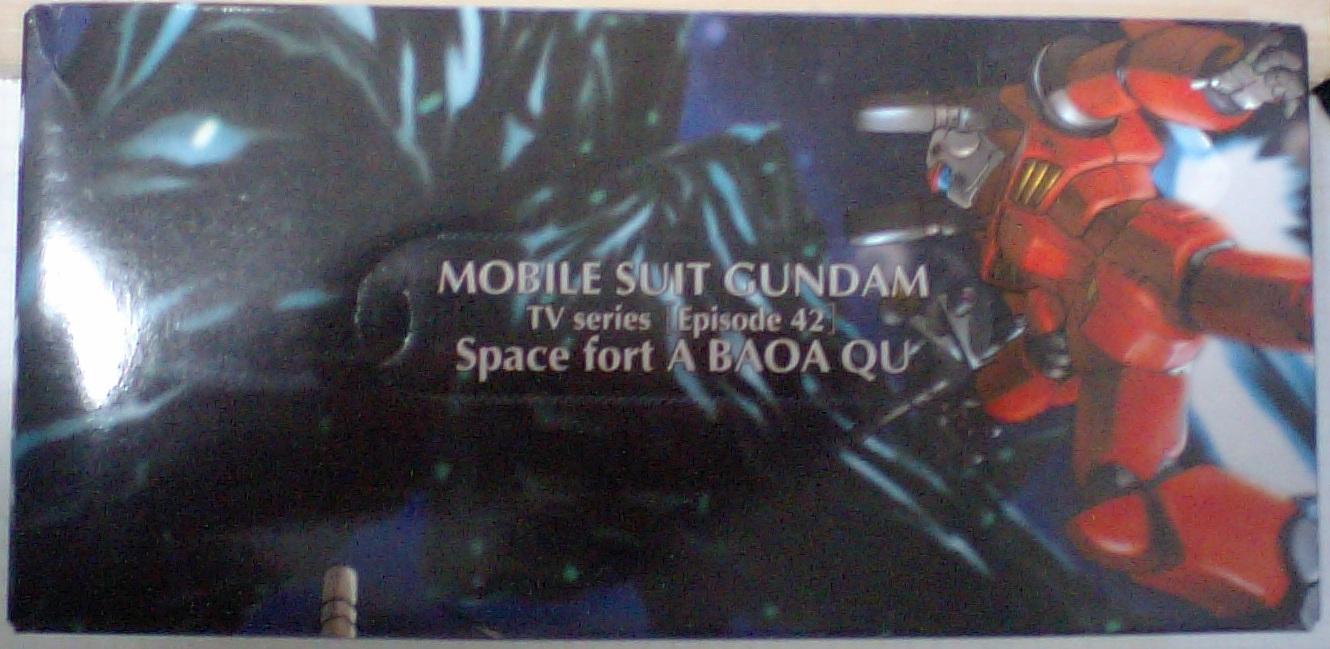 MOBILE SUIT GUNDAM
TV series [Episode 42]
Space fort A BAOA QU